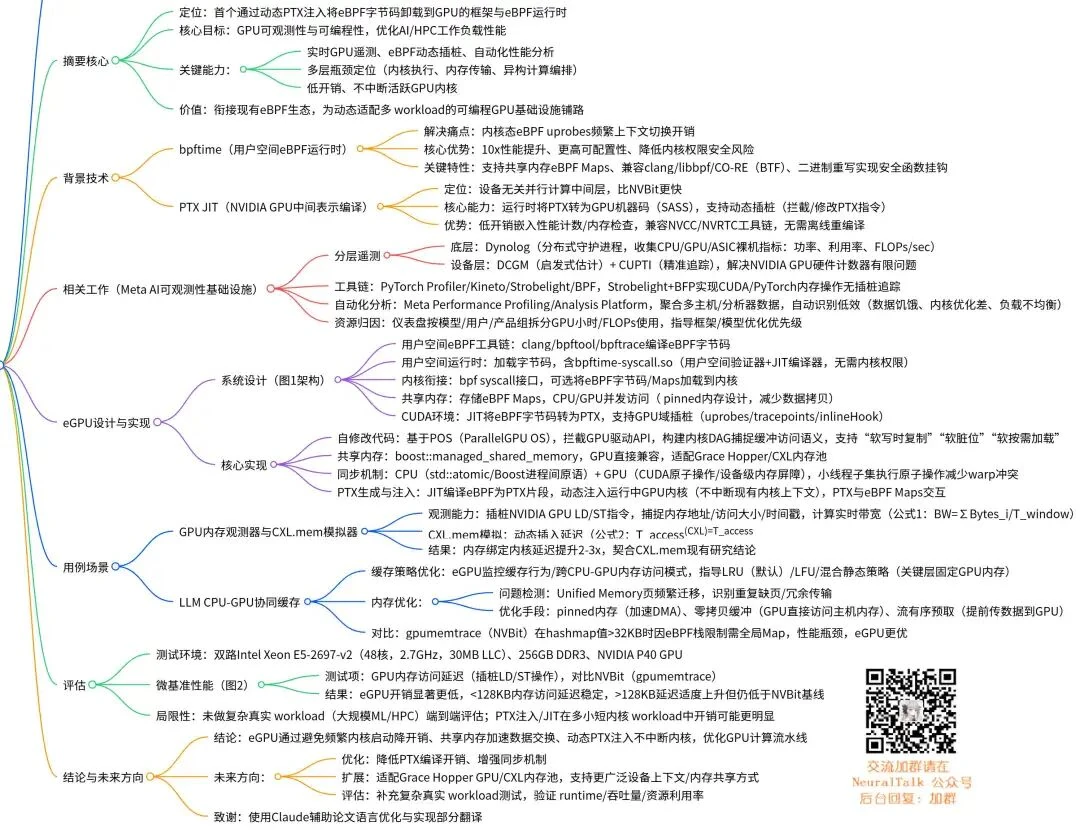 定位：首个通过动态PTX注入将eBPF字节码卸载到GPU的框架与eBPF运行时
核心目标：GPU可观测性与可编程性，优化AI/HPC工作负载性能
摘要核心
关键能力：
实时GPU遥测、eBPF动态插桩、自动化性能分析
多层瓶颈定位（内核执行、内存传输、异构计算编排）
低开销、不中断活跃GPU内核
价值：衔接现有eBPF生态，为动态适配多 workload的可编程GPU基础设施铺路
背景技术
bpftime（用户空间eBPF运行时）
解决痛点：内核态eBPF uprobes频繁上下文切换开销
核心优势：10x性能提升、更高可配置性、降低内核权限安全风险
关键特性：支持共享内存eBPF Maps、兼容clang/libbpf/CO-RE（BTF）、二进制重写实现安全函数挂钩
PTX JIT（NVIDIA GPU中间表示编译）
定位：设备无关并行计算中间层，比NVBit更快
核心能力：运行时将PTX转为GPU机器码（SASS），支持动态插桩（拦截/修改PTX指令）
优势：低开销嵌入性能计数/内存检查，兼容NVCC/NVRTC工具链，无需离线重编译
相关工作（Meta AI可观测性基础设施）
分层遥测
底层：Dynolog（分布式守护进程，收集CPU/GPU/ASIC裸机指标：功率、利用率、FLOPs/sec）
设备层：DCGM（启发式估计）+ CUPTI（精准追踪），解决NVIDIA GPU硬件计数器有限问题
工具链：PyTorch Profiler/Kineto/Strobelight/BPF，Strobelight+BFP实现CUDA/PyTorch内存操作无插桩追踪
自动化分析：Meta Performance Profiling/Analysis Platform，聚合多主机/分析器数据，自动识别低效（数据饥饿、内核优化差、负载不均衡）
资源归因：仪表盘按模型/用户/产品组拆分GPU小时/FLOPs使用，指导框架/模型优化优先级
eGPU设计与实现
系统设计（图1架构）
用户空间eBPF工具链：clang/bpftool/bpftrace编译eBPF字节码
用户空间运行时：加载字节码，含bpftime-syscall.so（用户空间验证器+JIT编译器，无需内核权限）
内核衔接：bpf syscall接口，可选将eBPF字节码/Maps加载到内核
共享内存：存储eBPF Maps，CPU/GPU并发访问（ pinned内存设计，减少数据拷贝）
CUDA环境：JIT将eBPF字节码转为PTX，支持GPU域插桩（uprobes/tracepoints/inlineHook）
核心实现
自修改代码：基于POS（ParallelGPU OS），拦截GPU驱动API，构建内核DAG捕捉缓冲访问语义，支持“软写时复制”“软脏位”“软按需加载”
共享内存：boost::managed_shared_memory，GPU直接兼容，适配Grace Hopper/CXL内存池
同步机制：CPU（std::atomic/Boost进程间原语）+ GPU（CUDA原子操作/设备级内存屏障），小线程子集执行原子操作减少warp冲突
PTX生成与注入：JIT编译eBPF为PTX片段，动态注入运行中GPU内核（不中断现有内核上下文），PTX与eBPF Maps交互
用例场景
GPU内存观测器与CXL.mem模拟器
观测能力：插桩NVIDIA GPU LD/ST指令，捕捉内存地址/访问大小/时间戳，计算实时带宽（公式1：BW=ΣBytes_i/T_window）
CXL.mem模拟：动态插入延迟（公式2：T_access^(CXL)=T_access
结果：内存绑定内核延迟提升2-3x，契合CXL.mem现有研究结论
LLM CPU-GPU协同缓存
缓存策略优化：eGPU监控缓存行为/跨CPU-GPU内存访问模式，指导LRU（默认）/LFU/混合静态策略（关键层固定GPU内存）
内存优化：
问题检测：Unified Memory页频繁迁移，识别重复缺页/冗余传输
优化手段：pinned内存（加速DMA）、零拷贝缓冲（GPU直接访问主机内存）、流有序预取（提前传数据到GPU）
对比：gpumemtrace（NVBit）在hashmap值>32KB时因eBPF栈限制需全局Map，性能瓶颈，eGPU更优
评估
测试环境：双路Intel Xeon E5-2697-v2（48核，2.7GHz，30MB LLC）、256GB DDR3、NVIDIA P40 GPU
微基准性能（图2）
测试项：GPU内存访问延迟（插桩LD/ST操作），对比NVBit（gpumemtrace）
结果：eGPU开销显著更低，<128KB内存访问延迟稳定，>128KB延迟适度上升但仍低于NVBit基线
局限性：未做复杂真实 workload（大规模ML/HPC）端到端评估；PTX注入/JIT在多小短内核 workload中开销可能更明显
结论与未来方向
结论：eGPU通过避免频繁内核启动降开销、共享内存加速数据交换、动态PTX注入不中断内核，优化GPU计算流水线
未来方向：
优化：降低PTX编译开销、增强同步机制
扩展：适配Grace Hopper GPU/CXL内存池，支持更广泛设备上下文/内存共享方式
评估：补充复杂真实 workload测试，验证 runtime/吞吐量/资源利用率
致谢：使用Claude辅助论文语言优化与实现部分翻译
交流加群请在
NeuralTalk 公众号
后台回复：加群